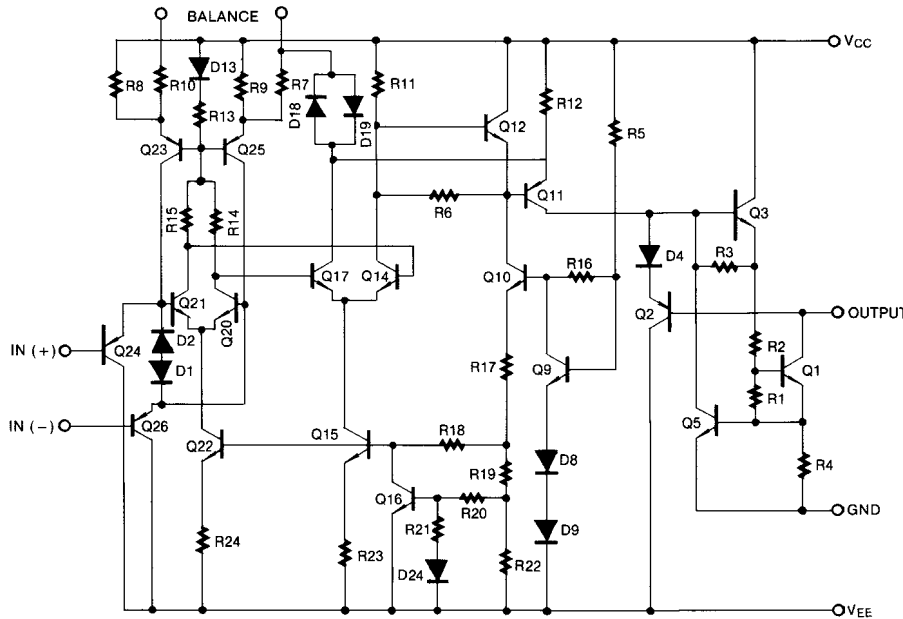 BALANCE
VCC
D13
R8
R10
R9
R7
R11
R13
D18
D19
R12
R5
Q12
Q23
Q25
Q11
Q3
R6
R15
R14
R3
D4
Q17
Q14
Q10
R16
Q21
Q20
Q2
OUTPUT
D2
IN (+)
Q24
D1
R17
Q9
R2
Q1
R1
IN (-)
Q26
Q22
Q15
R18
Q5
R19
D8
R4
Q16
R20
GND
R21
D9
R24
R23
D24
R22
VEE